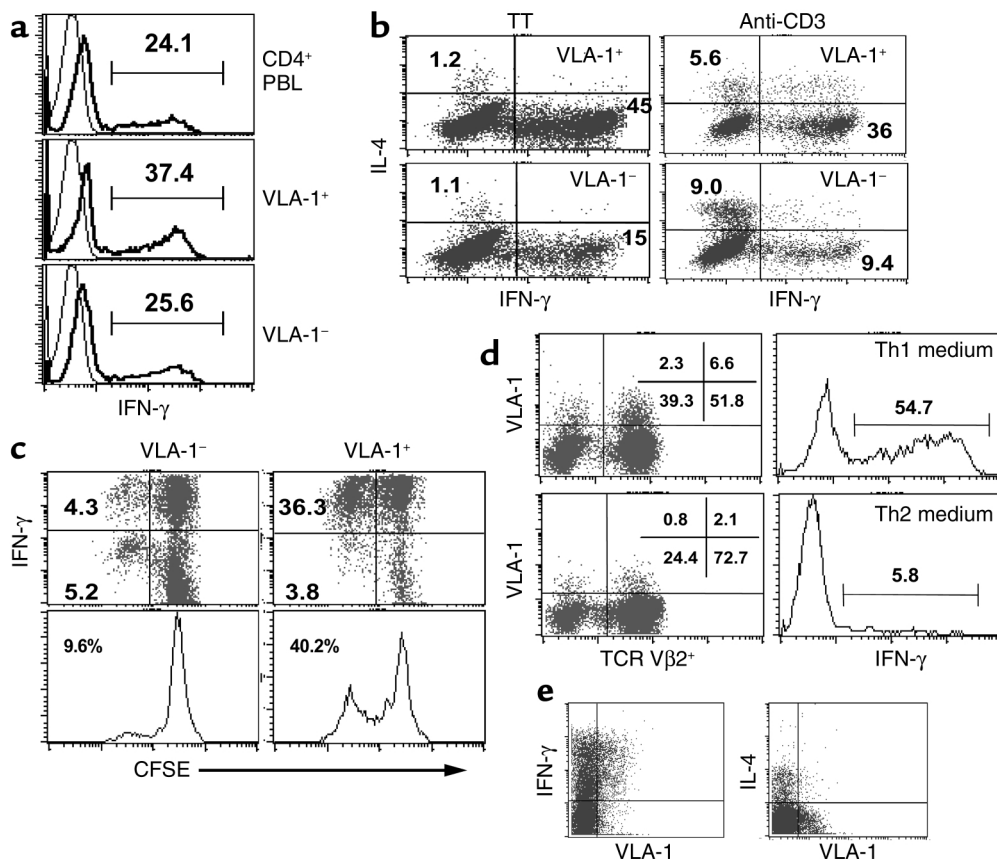 a
24.1
CD4+
PBL
37.4
VLA-1+
25.6
VLA-1−
IFN-γ
b
TT
Anti-CD3
1.2
VLA-1+
45
5.6
VLA-1+
36
IL-4
1.1
VLA-1−
15
9.0
VLA-1−
9.4
IFN-γ
IFN-γ
c
VLA-1−
VLA-1+
IFN-γ
4.3
36.3
5.2
3.8
9.6%
40.2%
CFSE
d
VLA-1
2.3 6.6
39.3 51.8
Th1 medium
54.7
VLA-1
0.8 2.1
24.4 72.7
Th2 medium
5.8
TCR Vβ2+
IFN-γ
e
IFN-γ
IL-4
VLA-1
VLA-1